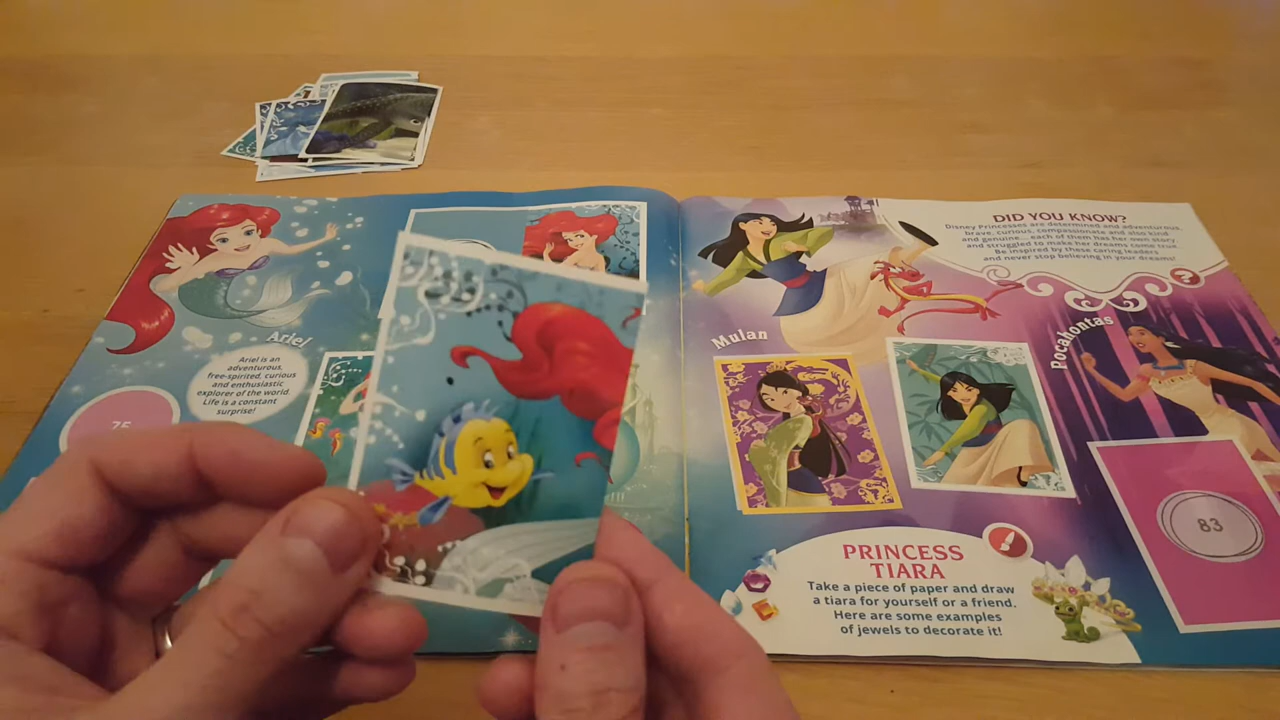 Ariel
Ariel is an
adventurous,
free-spirited, curious
and enthusiastic
explorer of the world.
Life is a constant
surprise!
75
Mulan
DID YOU KNOW?
Disney Princesses are determined and adventurous,
brave, curious, compassionate and also kind
and genuine... each of them has her own story
and struggled to make her dreams come true.
Be inspired by these caring leaders
and never stop believing in your dreams!
?
Pocahontas
83
PRINCESS
TIARA
Take a piece of paper and draw
a tiara for yourself or a friend.
Here are some examples
of jewels to decorate it!